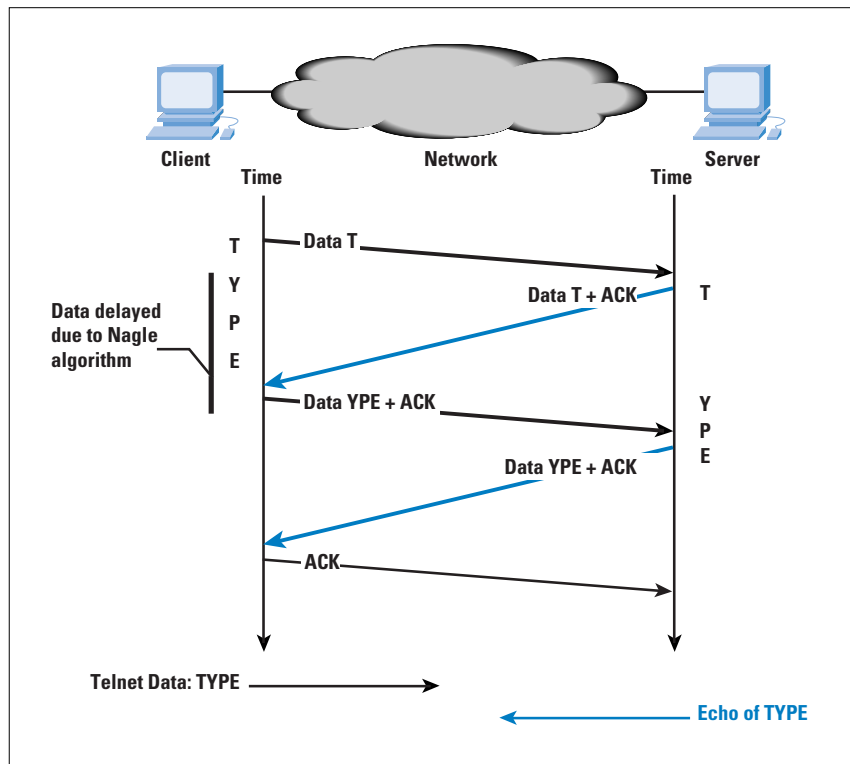 Client
Network
Server
Time
Time
T
Y
P
E
Data T
Data T + ACK
T
Data delayed
due to Nagle
algorithm
Data YPE + ACK
Y
P
E
Data YPE + ACK
ACK
Telnet Data: TYPE
Echo of TYPE